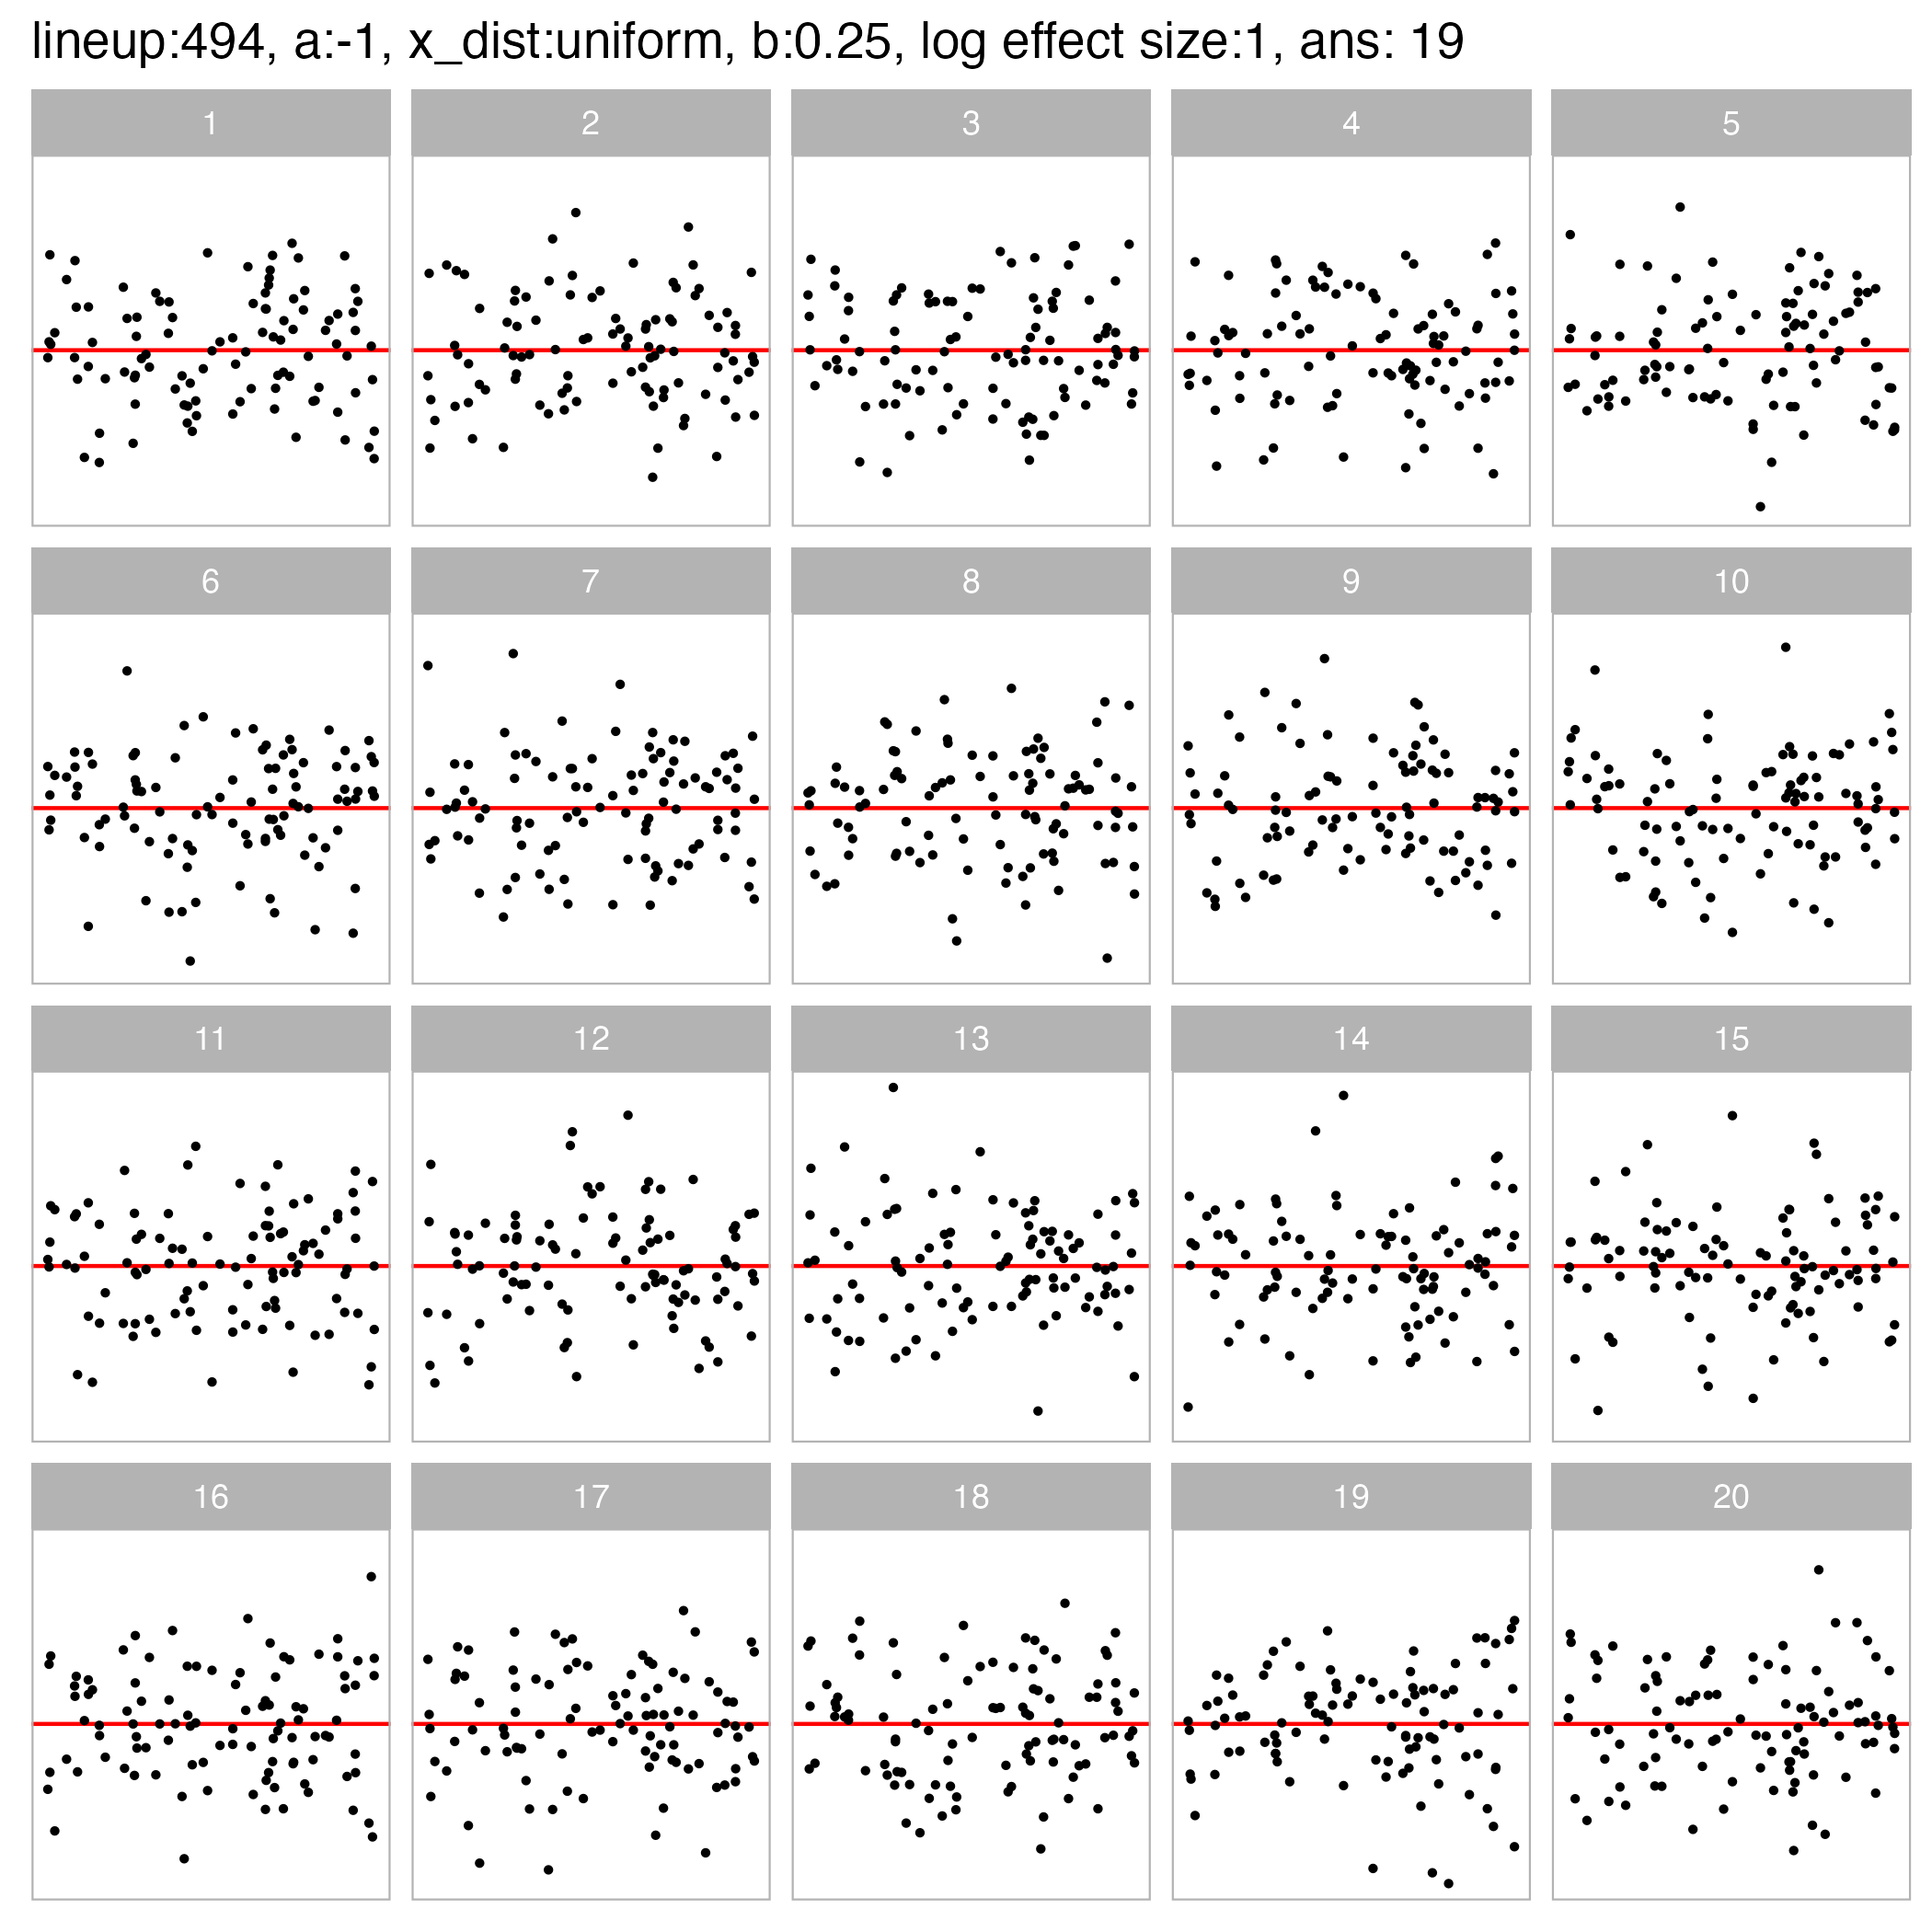 lineup:494, a:-1, x_dist:uniform, b:0.25, log effect size:1, ans: 19
1 2 3 4 5
6 7 8 9 10
11 12 13 14 15
16 17 18 19 20